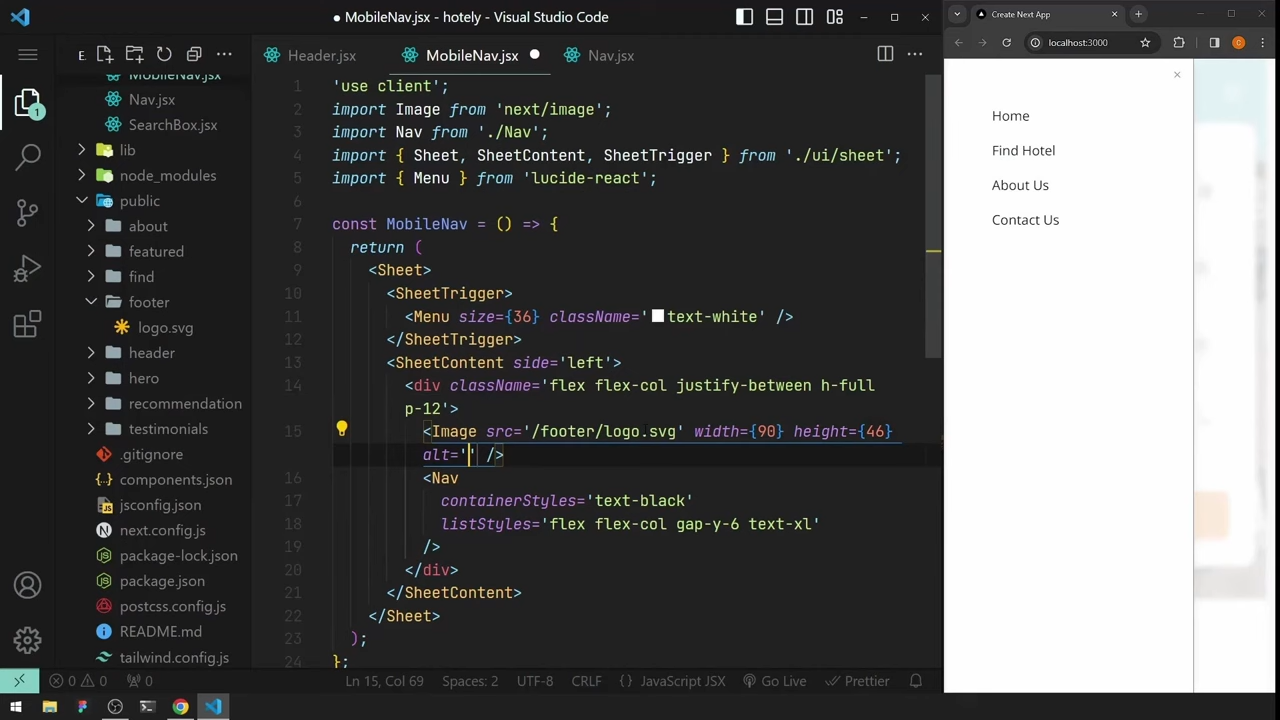 MobileNav.jsx - hotely - Visual Studio Code
E
MobileNav.jsx
Nav.jsx
SearchBox.jsx
lib
node_modules
public
about
featured
find
footer
logo.svg
header
hero
recommendation
testimonials
.gitignore
components.json
jsconfig.json
next.config.js
package-lock.json
package.json
postcss.config.js
README.md
tailwind.config.js
1
Header.jsx
MobileNav.jsx
Nav.jsx
1 'use client';
2 import Image from 'next/image';
3 import Nav from './Nav';
4 import { Sheet, SheetContent, SheetTrigger } from './ui/sheet';
5 import { Menu } from 'lucide-react';
6
7 const MobileNav = () => {
8 return (
9 <Sheet>
10 <SheetTrigger>
11 <Menu size={36} className='text-white' />
12 </SheetTrigger>
13 <SheetContent side='left'>
14 <div className='flex flex-col justify-between h-full
p-12'>
15 <Image src='/footer/logo.svg' width={90} height={46}
alt='' />
16 <Nav
17 containerStyles='text-black'
18 listStyles='flex flex-col gap-y-6 text-xl'
19 />
20 </div>
21 </SheetContent>
22 </Sheet>
23 );
24 };
0 0 0 Ln 15, Col 69 Spaces: 2 UTF-8 CRLF {} JavaScript JSX Go Live Prettier
Create Next App
localhost:3000
C
Home
Find Hotel
About Us
Contact Us